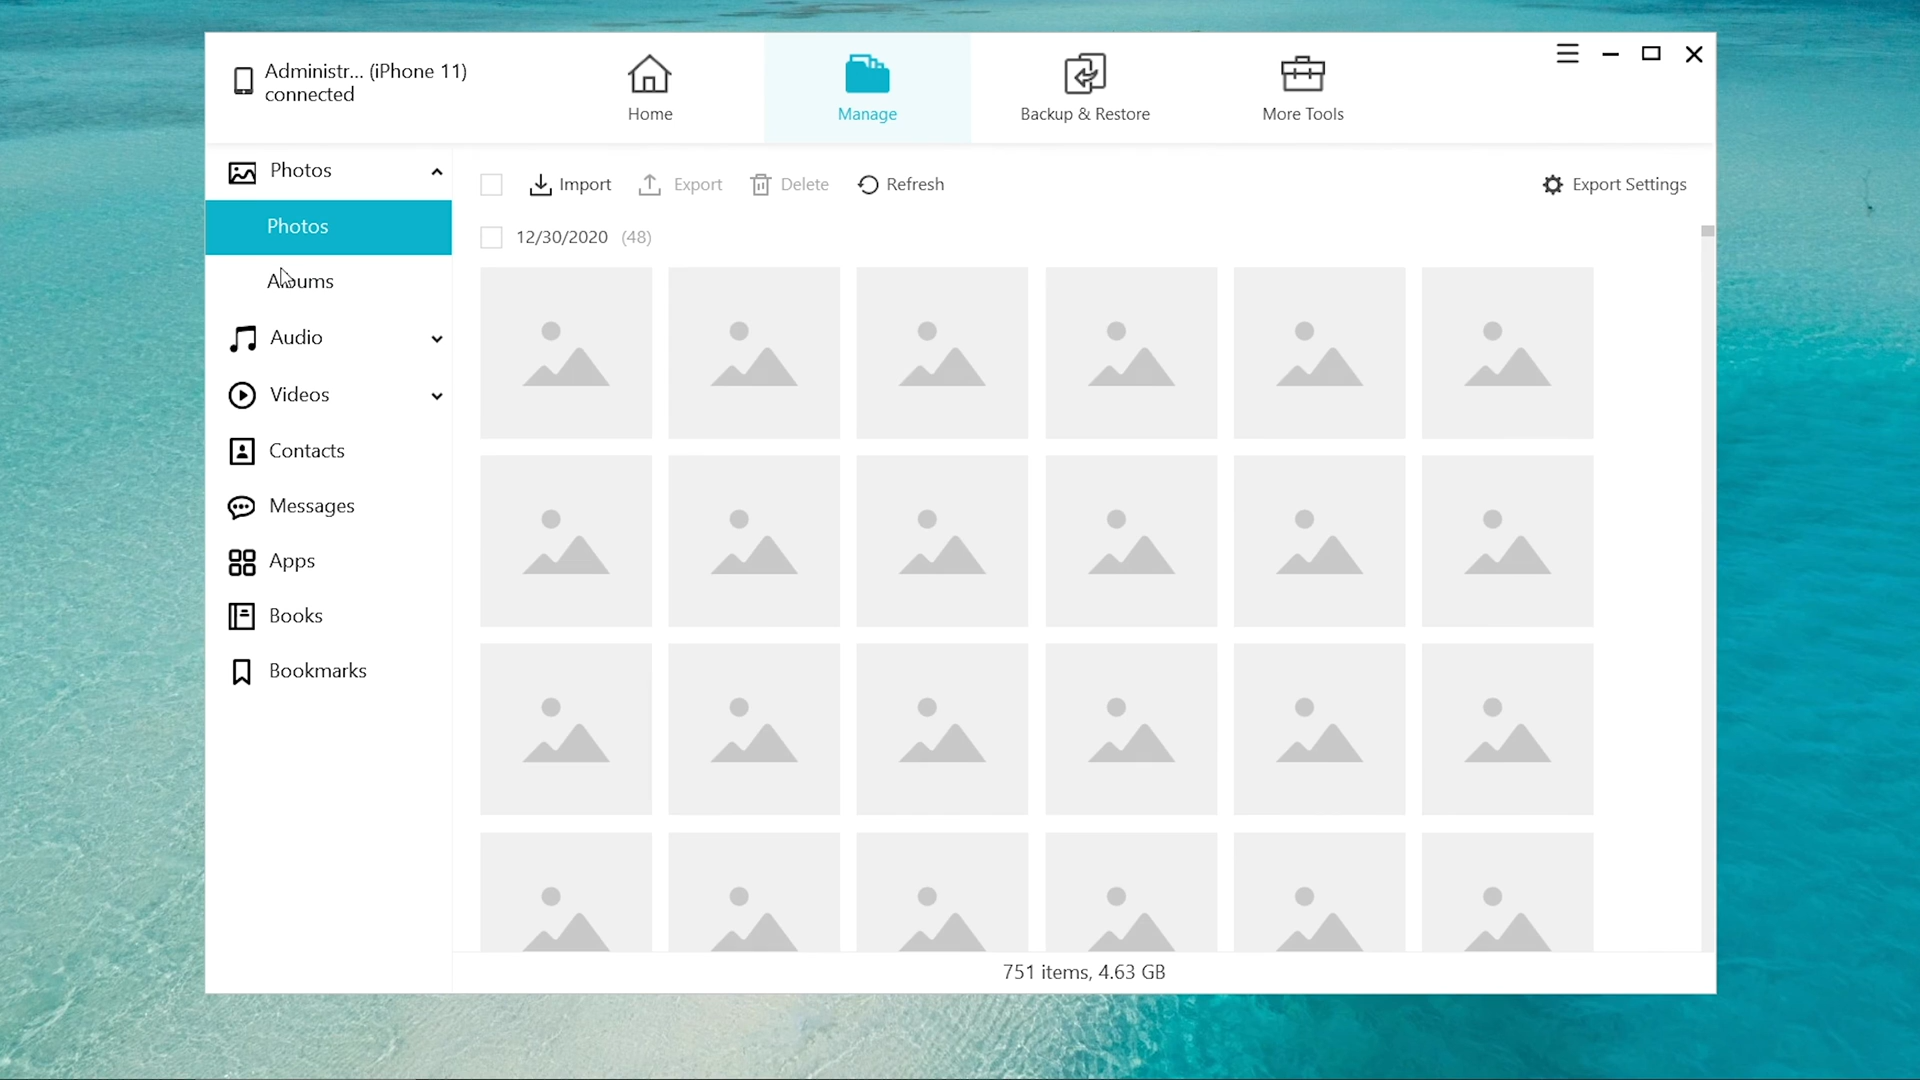 Administr... (iPhone 11)
connected
Home
Manage
Backup & Restore
More Tools
Photos
Photos
Albums
Audio
Videos
Contacts
Messages
Apps
Books
Bookmarks
Import
Export
Delete
Refresh
Export Settings
12/30/2020 (48)
751 items, 4.63 GB